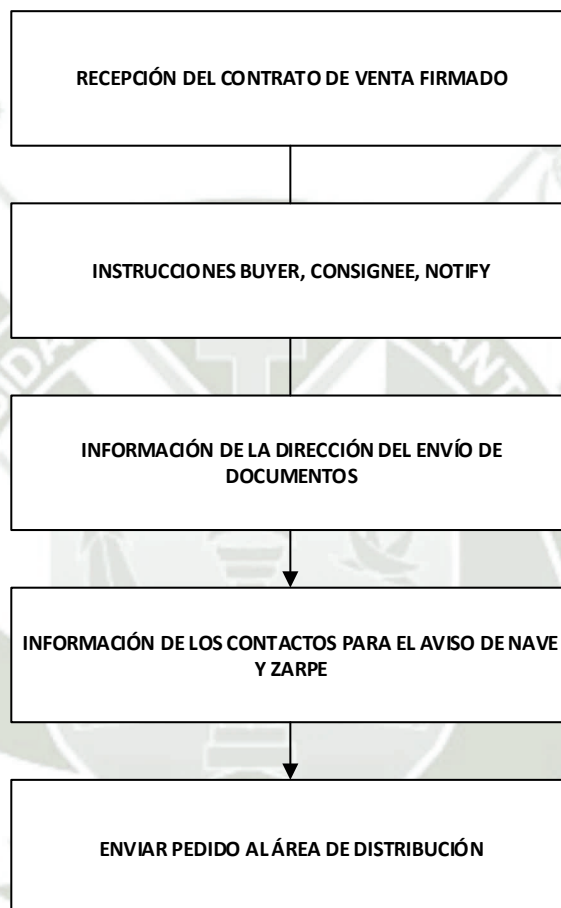 RECEPCIÓN DEL CONTRATO DE VENTA FIRMADO
INSTRUCCIONES BUYER, CONSIGNEE, NOTIFY
INFORMACIÓN DE LA DIRECCIÓN DEL ENVÍO DE
DOCUMENTOS
INFORMACIÓN DE LOS CONTACTOS PARA EL AVISO DE NAVE
Y ZARPE
ENVIAR PEDIDO AL ÁREA DE DISTRIBUCIÓN